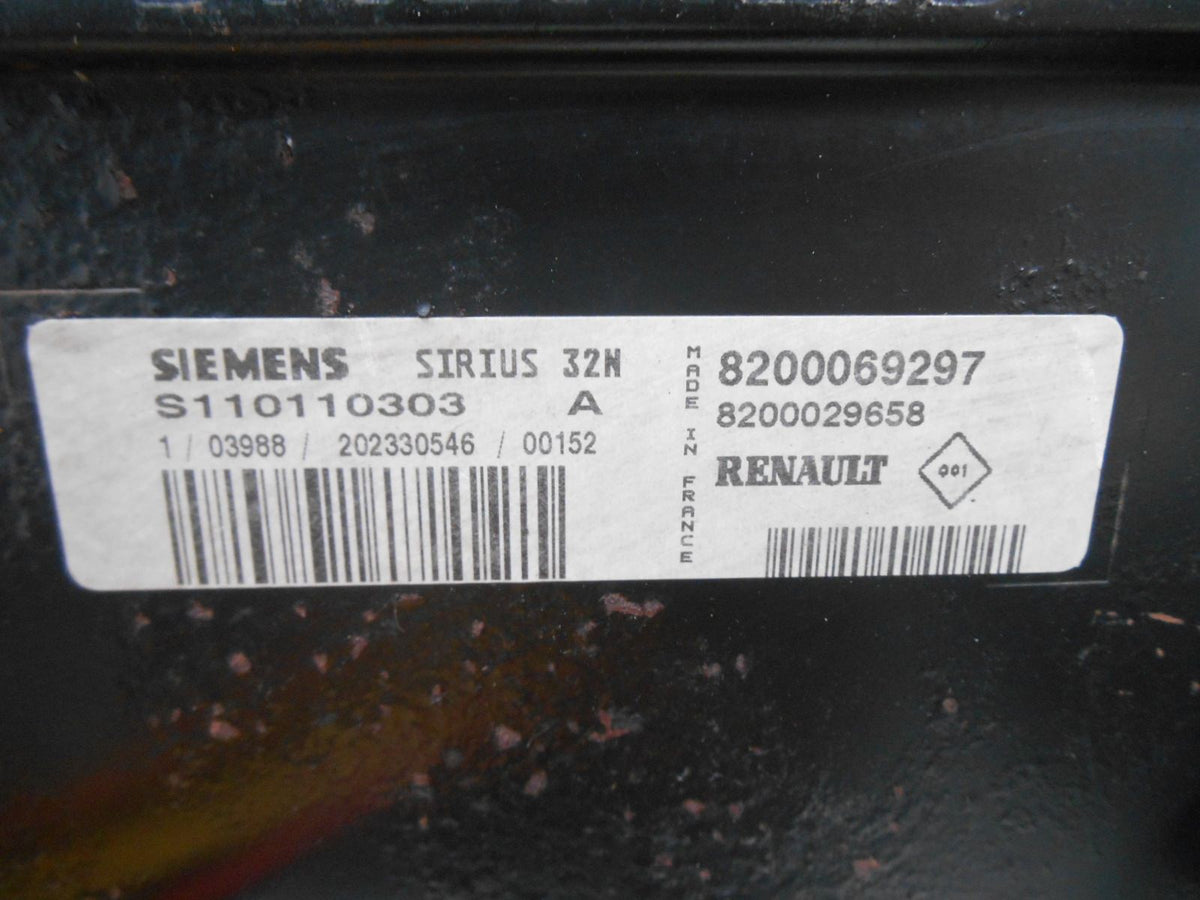 SIEMENS SIRIUS 32N
S110110303 A
1 / 03988 / 202330546 / 00152
MADE IN FRANCE
8200069297
8200029658
RENAULT 001